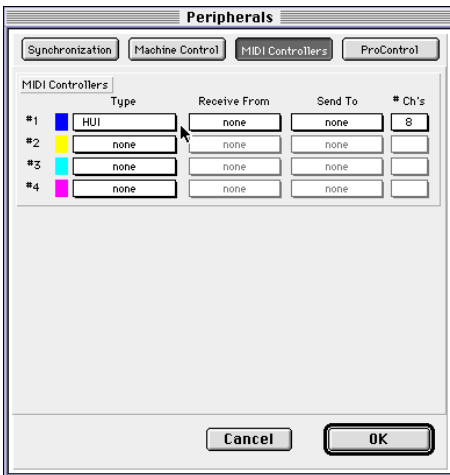 Peripherals
Synchronization Machine Control MIDI Controllers ProControl
MIDI Controllers
Type Receive From Send To # Ch's
#1 HUI none none 8
#2 none none none
#3 none none none
#4 none none none
Cancel OK